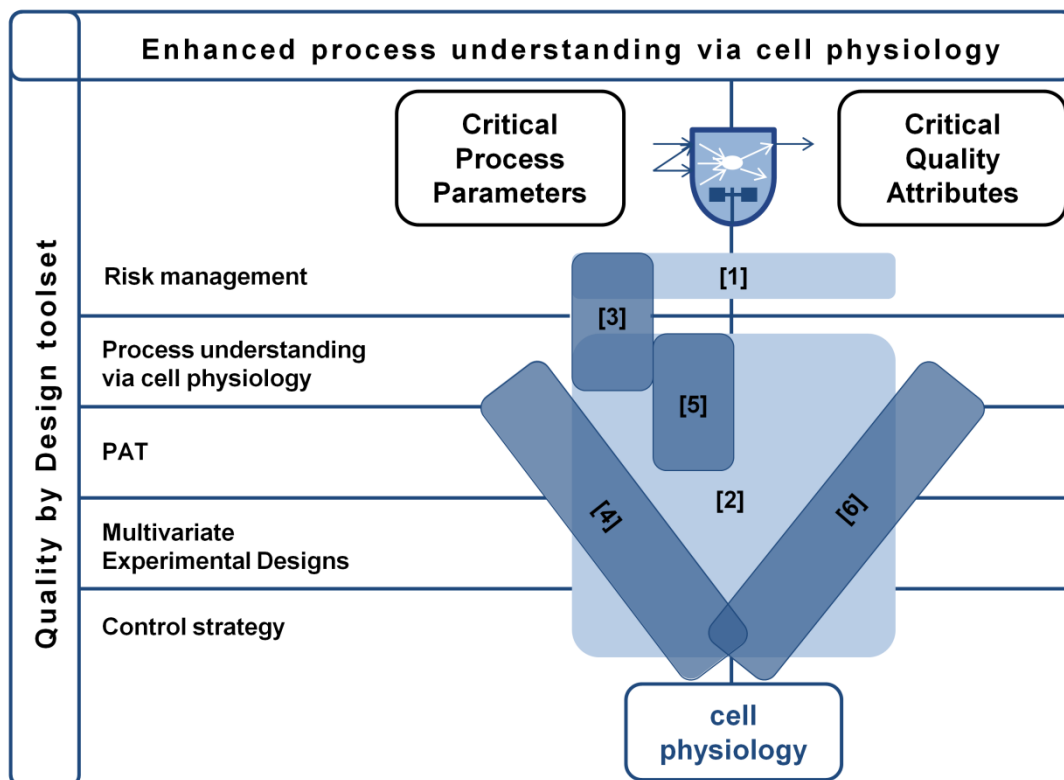 Enhanced process understanding via cell physiology
Quality by Design toolset
Critical
Process
Parameters
Critical
Quality
Attributes
Risk management
[1]
[3]
Process understanding
via cell physiology
[5]
PAT
[2]
[4]
[6]
Multivariate
Experimental Designs
Control strategy
cell
physiology